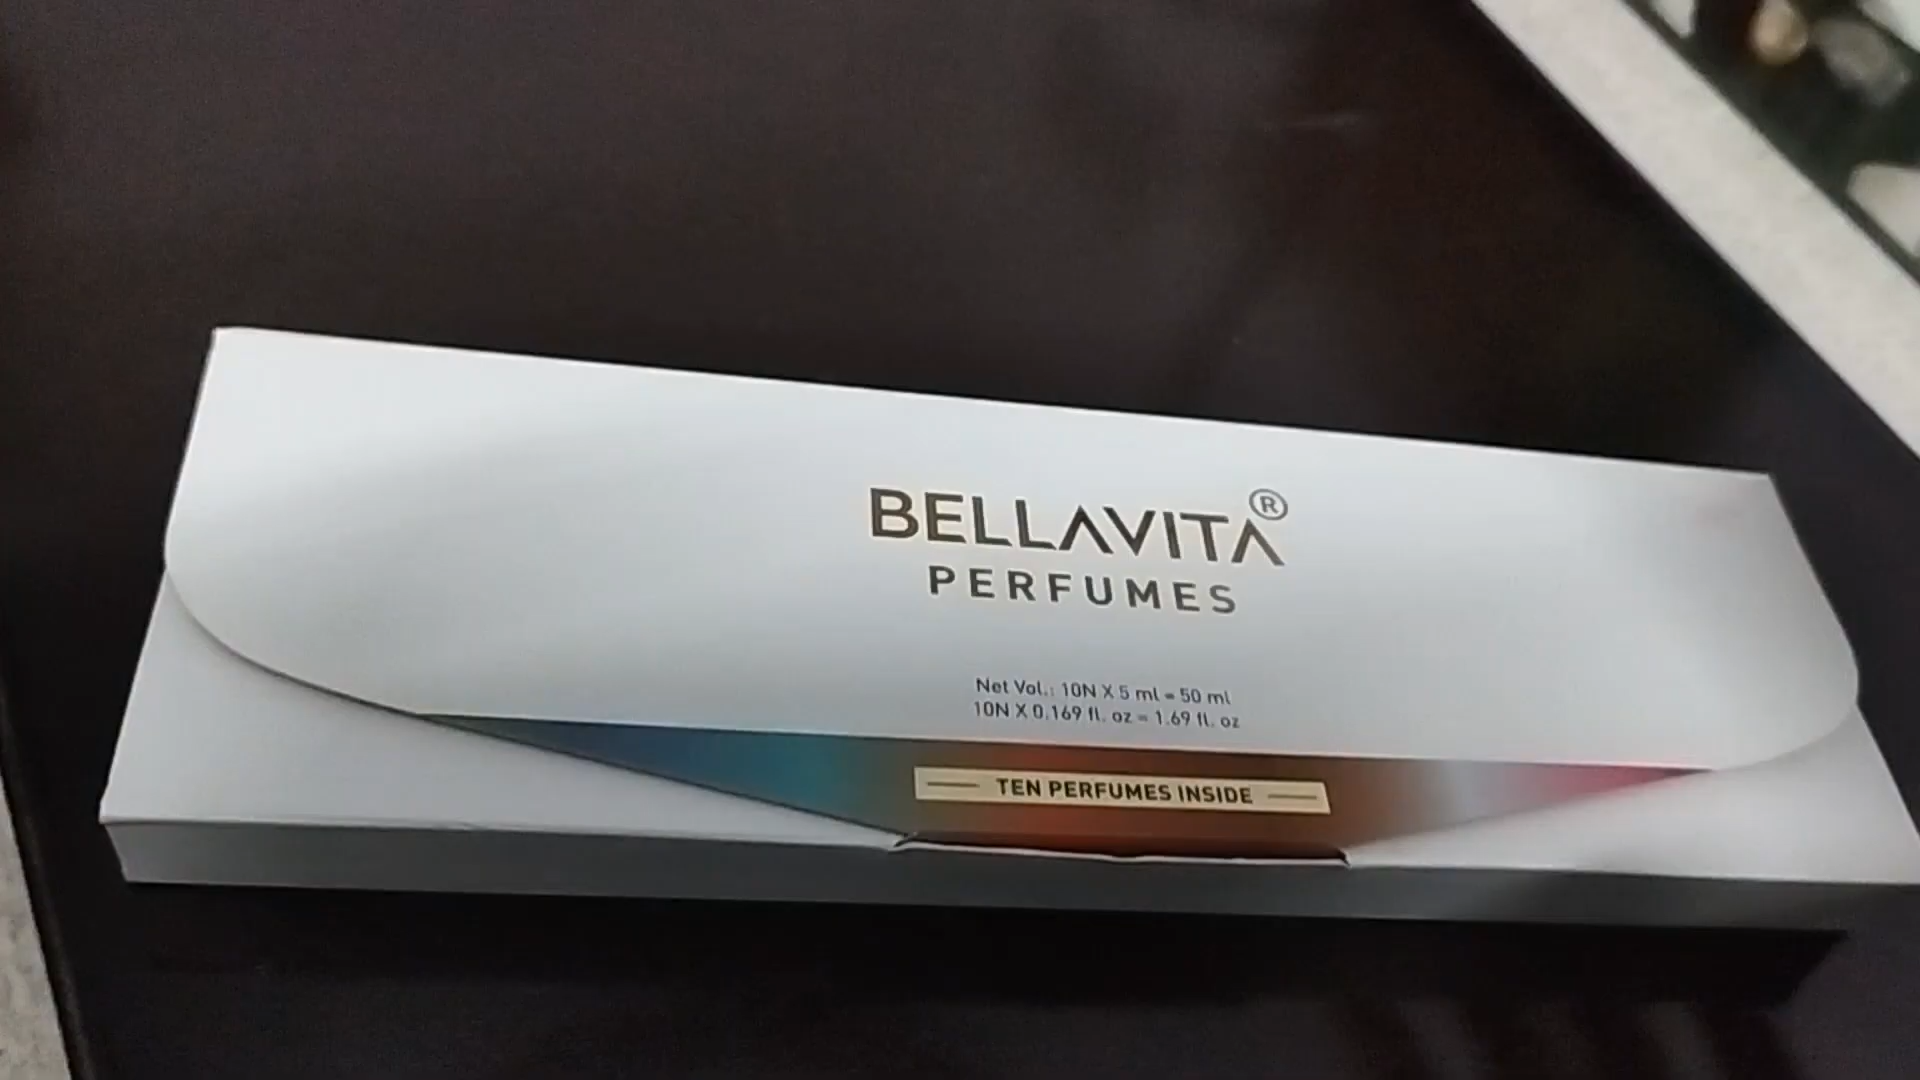 BELLAVITA®
PERFUMES
Net Vol.: 10N X 5 ml = 50 ml
10N X 0.169 fl. oz = 1.69 fl. oz
TEN PERFUMES INSIDE